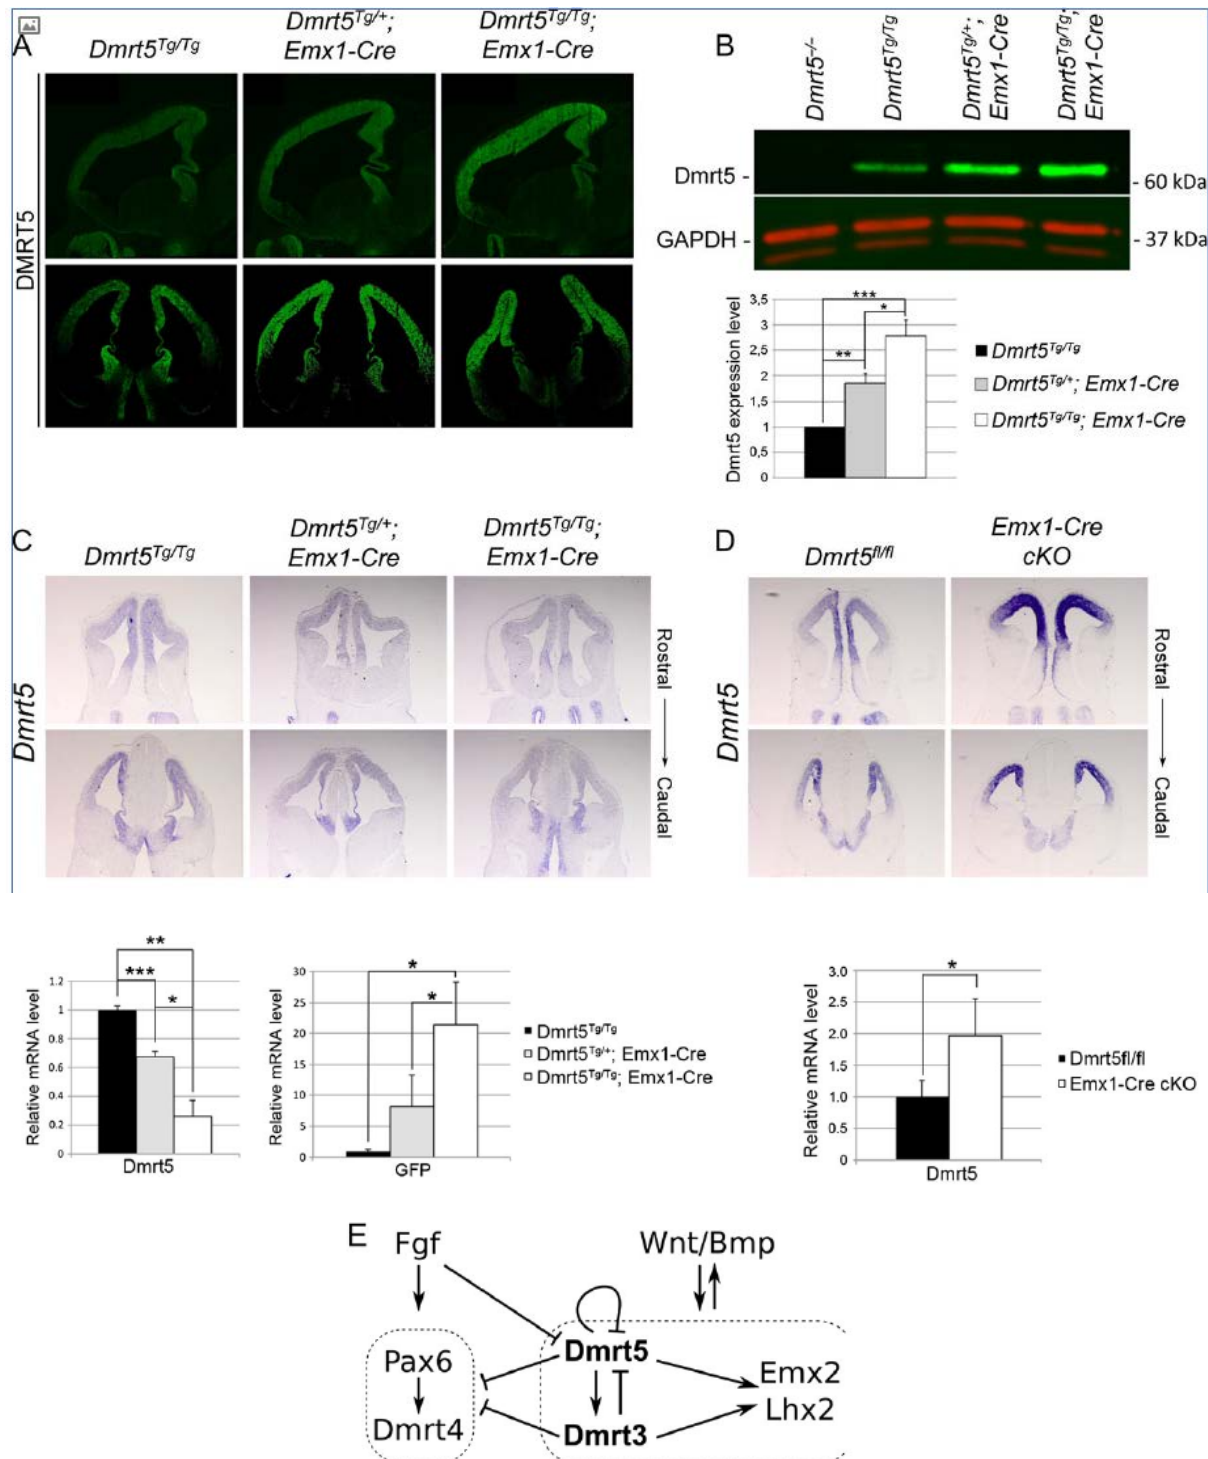 A
Dmrt5Tg/Tg
Dmrt5Tg/+;
Emx1-Cre
Dmrt5Tg/Tg;
Emx1-Cre
DMRT5
B
Dmrt5-/-
Dmrt5Tg/Tg
Dmrt5Tg/+;
Emx1-Cre
Dmrt5Tg/Tg;
Emx1-Cre
Dmrt5 -
- 60 kDa
GAPDH -
- 37 kDa
Dmrt5 expression level
3,5
3
2,5
2
1,5
1
0,5
0
***
*
**
Dmrt5Tg/Tg
Dmrt5Tg/+; Emx1-Cre
Dmrt5Tg/Tg; Emx1-Cre
C
Dmrt5Tg/Tg
Dmrt5Tg/+;
Emx1-Cre
Dmrt5Tg/Tg;
Emx1-Cre
Dmrt5
Rostral
Caudal
D
Dmrt5fl/fl
Emx1-Cre
cKO
Dmrt5
Rostral
Caudal
Relative mRNA level
1.2
1
0.8
0.6
0.4
0.2
0
**
***
*
Dmrt5
Relative mRNA level
30
25
20
15
10
5
0
*
*
GFP
Dmrt5Tg/Tg
Dmrt5Tg/+; Emx1-Cre
Dmrt5Tg/Tg; Emx1-Cre
Relative mRNA level
3.0
2.5
2.0
1.5
1.0
0.5
0
*
Dmrt5
Dmrt5fl/fl
Emx1-Cre cKO
E
Fgf
Wnt/Bmp
Pax6
Dmrt4
Dmrt5
Dmrt3
Emx2
Lhx2